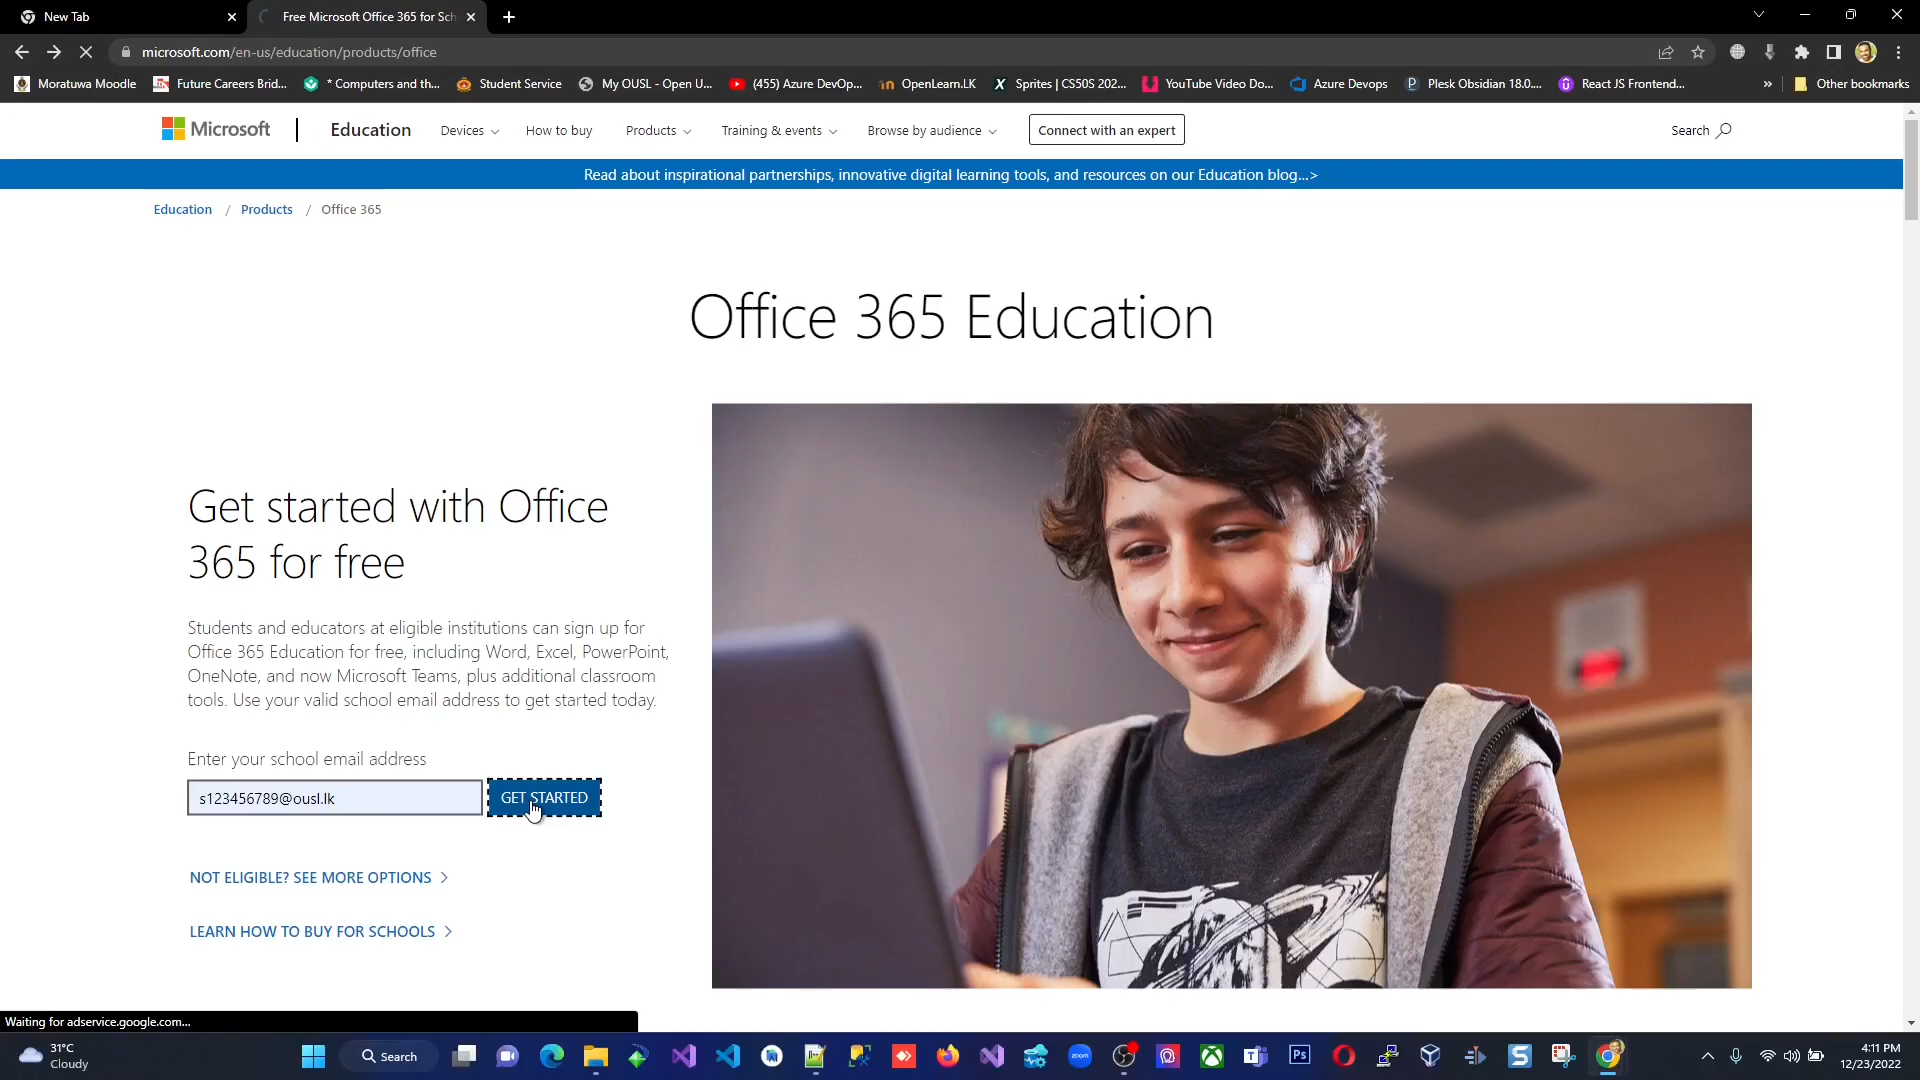 New Tab
Free Microsoft Office 365 for Sch
microsoft.com/en-us/education/products/office
Moratuwa Moodle
Future Careers Brid...
* Computers and th...
Student Service
My OUSL - Open U...
(455) Azure DevOp...
OpenLearn.LK
Sprites | CS50S 202...
YouTube Video Do...
Azure Devops
Plesk Obsidian 18.0....
React JS Frontend...
»
Other bookmarks
Microsoft
Education
Devices
How to buy
Products
Training & events
Browse by audience
Connect with an expert
Search
Read about inspirational partnerships, innovative digital learning tools, and resources on our Education blog...>
Education / Products / Office 365
Office 365 Education
Get started with Office
365 for free
Students and educators at eligible institutions can sign up for
Office 365 Education for free, including Word, Excel, PowerPoint,
OneNote, and now Microsoft Teams, plus additional classroom
tools. Use your valid school email address to get started today.
Enter your school email address
s123456789@ousl.lk
GET STARTED
NOT ELIGIBLE? SEE MORE OPTIONS >
LEARN HOW TO BUY FOR SCHOOLS >
Waiting for adservice.google.com...
31°C
Cloudy
Search
zoom
Ps
4:11 PM
12/23/2022